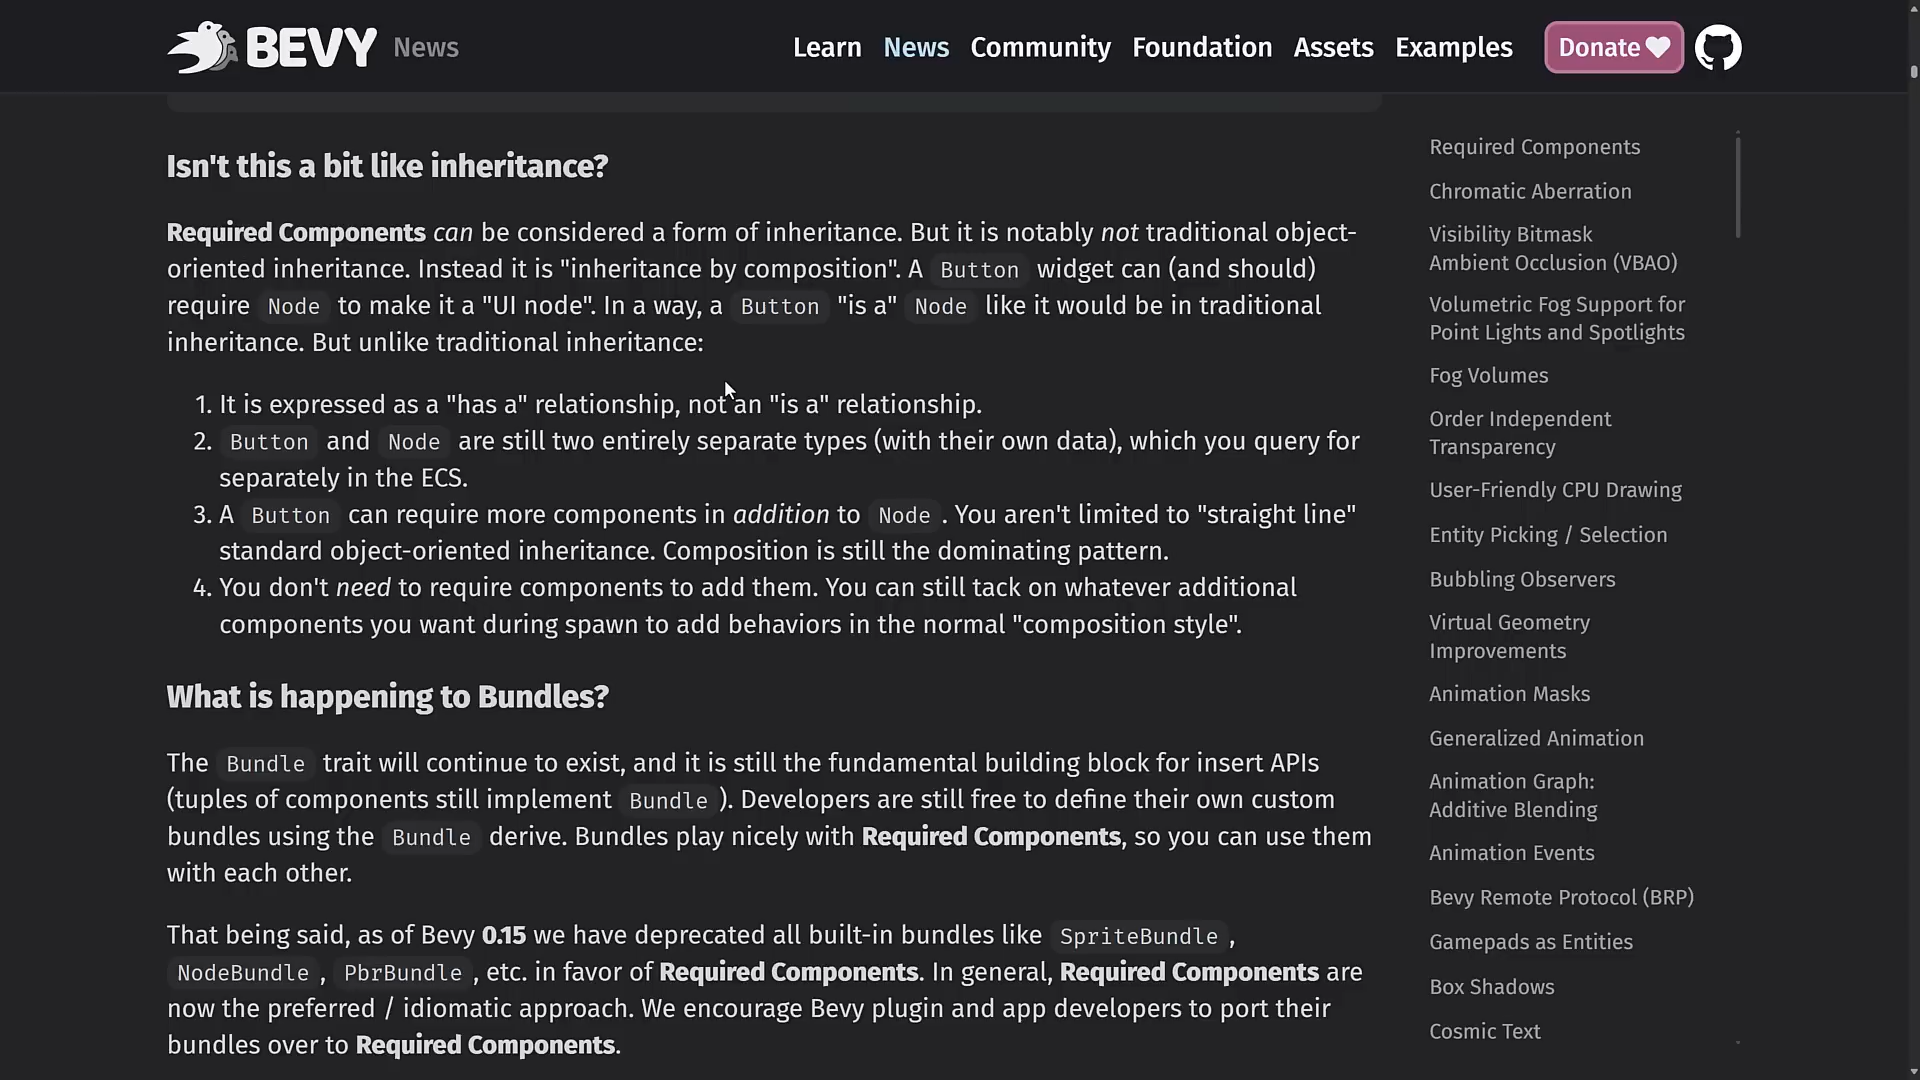 BEVY News
Learn News Community Foundation Assets Examples Donate
Isn't this a bit like inheritance?
Required Components can be considered a form of inheritance. But it is notably not traditional object-
oriented inheritance. Instead it is "inheritance by composition". A Button widget can (and should)
require Node to make it a "UI node". In a way, a Button "is a" Node like it would be in traditional
inheritance. But unlike traditional inheritance:
1. It is expressed as a "has a" relationship, not an "is a" relationship.
2. Button and Node are still two entirely separate types (with their own data), which you query for
separately in the ECS.
3. A Button can require more components in addition to Node. You aren't limited to "straight line"
standard object-oriented inheritance. Composition is still the dominating pattern.
4. You don't need to require components to add them. You can still tack on whatever additional
components you want during spawn to add behaviors in the normal "composition style".
What is happening to Bundles?
The Bundle trait will continue to exist, and it is still the fundamental building block for insert APIs
(tuples of components still implement Bundle). Developers are still free to define their own custom
bundles using the Bundle derive. Bundles play nicely with Required Components, so you can use them
with each other.
That being said, as of Bevy 0.15 we have deprecated all built-in bundles like SpriteBundle,
NodeBundle, PbrBundle, etc. in favor of Required Components. In general, Required Components are
now the preferred / idiomatic approach. We encourage Bevy plugin and app developers to port their
bundles over to Required Components.
Required Components
Chromatic Aberration
Visibility Bitmask
Ambient Occlusion (VBAO)
Volumetric Fog Support for
Point Lights and Spotlights
Fog Volumes
Order Independent
Transparency
User-Friendly CPU Drawing
Entity Picking / Selection
Bubbling Observers
Virtual Geometry
Improvements
Animation Masks
Generalized Animation
Animation Graph:
Additive Blending
Animation Events
Bevy Remote Protocol (BRP)
Gamepads as Entities
Box Shadows
Cosmic Text